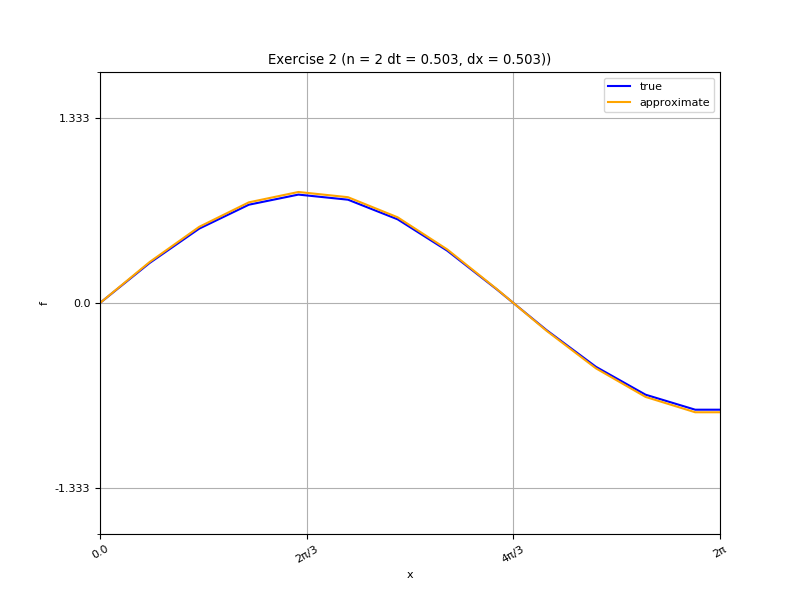 Exercise 2 (n = 2 dt = 0.503, dx = 0.503))
true
approximate
1.333
0.0
-1.333
f
0.0
2π/3
4π/3
2π
x